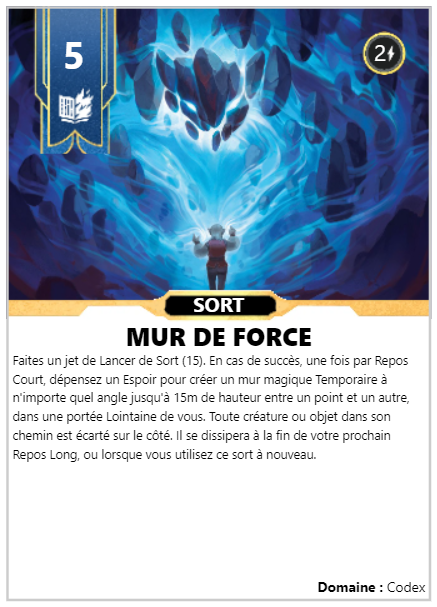 5
2
SORT
MUR DE FORCE
Faites un jet de Lancer de Sort (15). En cas de succès, une fois par Repos
Court, dépensez un Espoir pour créer un mur magique Temporaire à
n'importe quel angle jusqu'à 15m de hauteur entre un point et un autre,
dans une portée Lointaine de vous. Toute créature ou objet dans son
chemin est écarté sur le côté. Il se dissipera à la fin de votre prochain
Repos Long, ou lorsque vous utilisez ce sort à nouveau.
Domaine : Codex